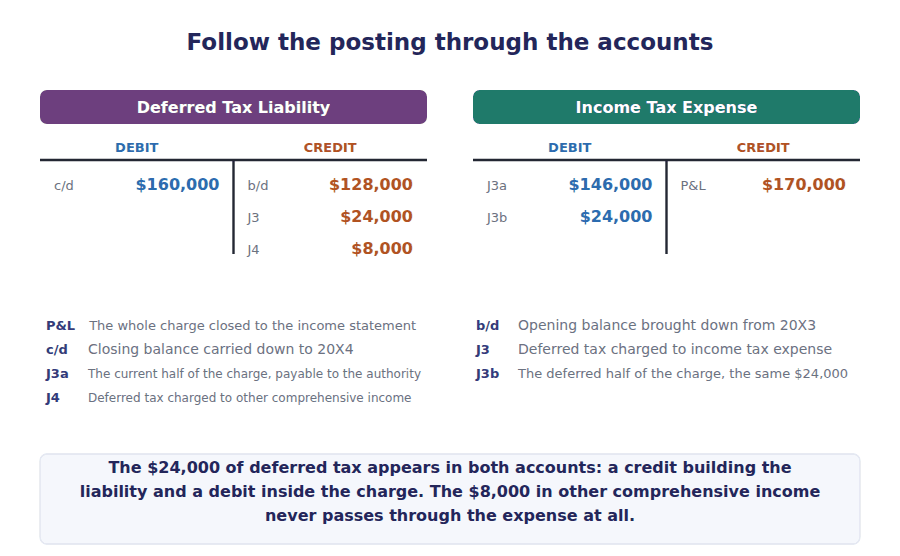 Follow the posting through the accounts
Deferred Tax Liability
DEBIT CREDIT
c/d $160,000 b/d $128,000
J3 $24,000
J4 $8,000
Income Tax Expense
DEBIT CREDIT
J3a $146,000 P&L $170,000
J3b $24,000
P&L The whole charge closed to the income statement
c/d Closing balance carried down to 20X4
J3a The current half of the charge, payable to the authority
J4 Deferred tax charged to other comprehensive income
b/d Opening balance brought down from 20X3
J3 Deferred tax charged to income tax expense
J3b The deferred half of the charge, the same $24,000
The $24,000 of deferred tax appears in both accounts: a credit building the
liability and a debit inside the charge. The $8,000 in other comprehensive income
never passes through the expense at all.